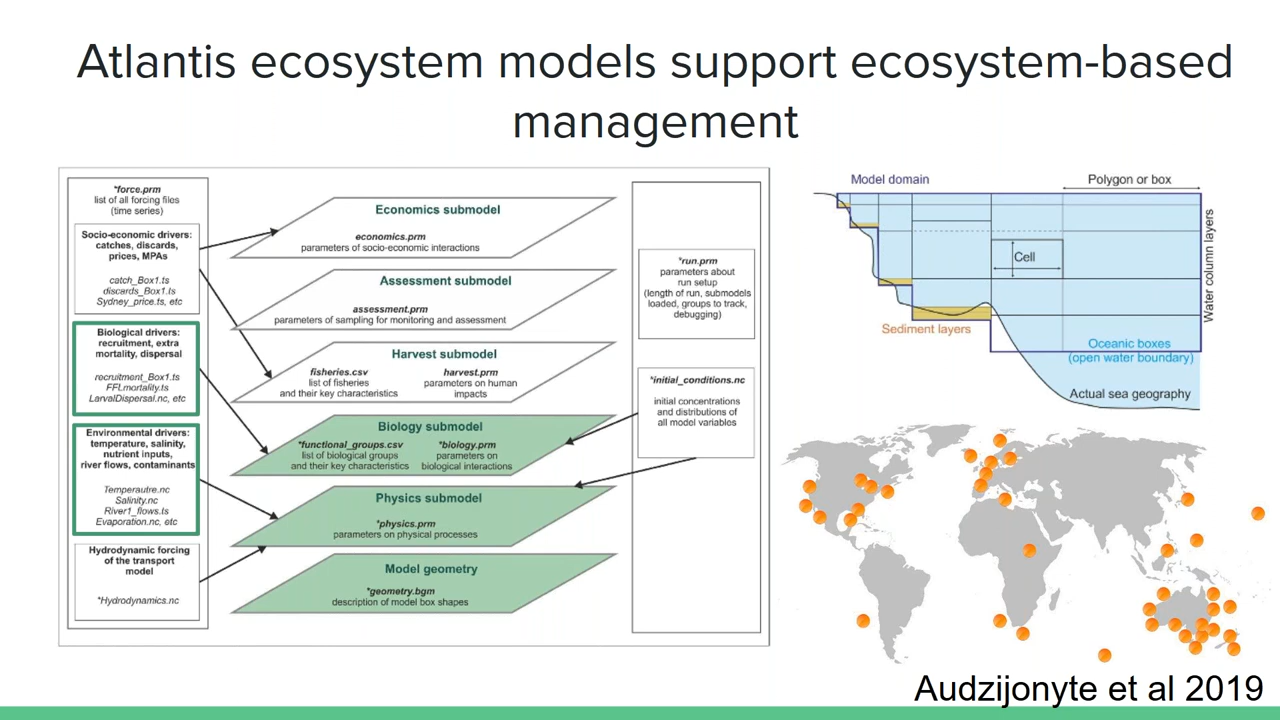 Atlantis ecosystem models support ecosystem-based
management
*force.prm
list of all forcing files
(time series)
Socio-economic drivers:
catches, discards,
prices, MPAs
catch_Box1.ts
discards_Box1.ts
Sydney_price.ts, etc
Biological drivers:
recruitment, extra
mortality, dispersal
recruitment_Box1.ts
FFLmortality.ts
LarvalDispersal.nc, etc
Environmental drivers:
temperature, salinity,
nutrient inputs,
river flows, contaminants
Temperautre.nc
Salinity.nc
River1_flows.ts
Evaporation.nc, etc
Hydrodynamic forcing
of the transport
model
*Hydrodynamics.nc
Economics submodel
economics.prm
parameters of socio-economic interactions
Assessment submodel
assessment.prm
parameters of sampling for monitoring and assessment
Harvest submodel
fisheries.csv
list of fisheries
and their key characteristics
harvest.prm
parameters on human
impacts
Biology submodel
*functional_groups.csv
list of biological groups
and their key characteristics
*biology.prm
parameters on
biological interactions
Physics submodel
*physics.prm
parameters on physical processes
Model geometry
*geometry.bgm
description of model box shapes
*run.prm
parameters about
run setup
(length of run, submodels
loaded, groups to track,
debugging)
*initial_conditions.nc
initial concentrations
and distributions of
all model variables
Model domain
Polygon or box
Cell
Water column layers
Sediment layers
Oceanic boxes
(open water boundary)
Actual sea geography
Audzijonyte et al 2019